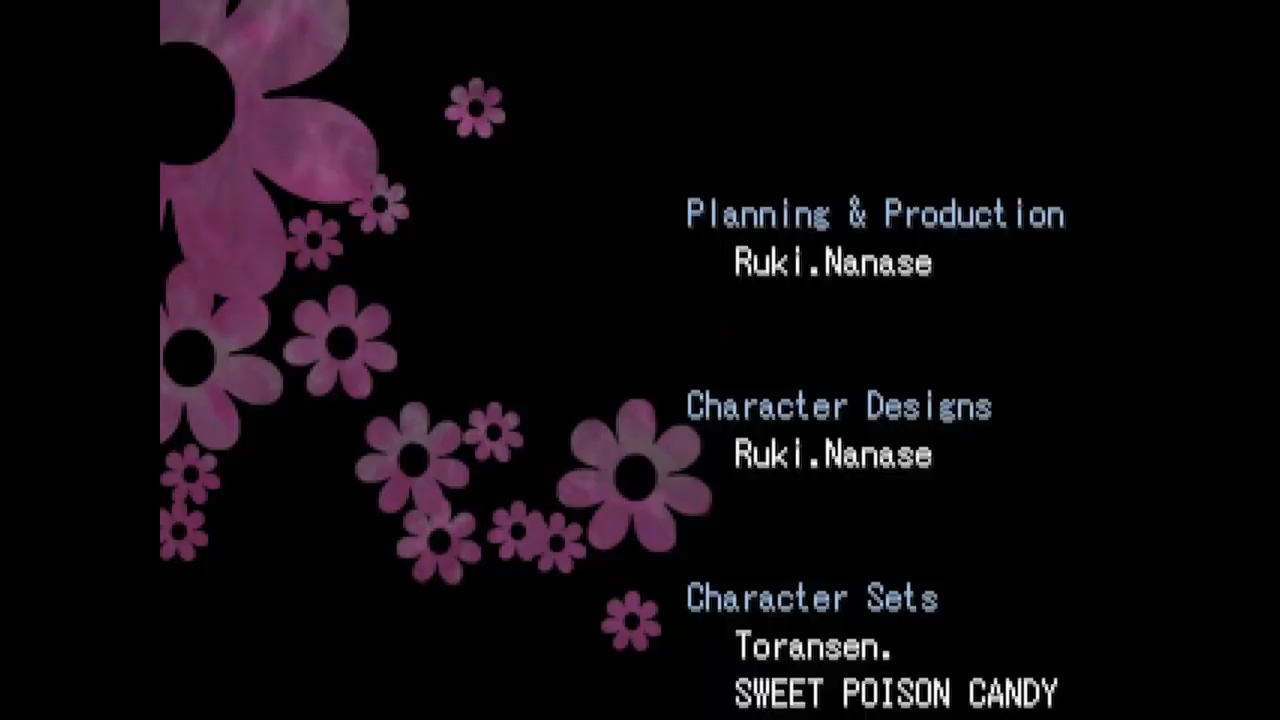 Planning & Production
Ruki.Nanase
Character Designs
Ruki.Nanase
Character Sets
Toransen.
SWEET POISON CANDY